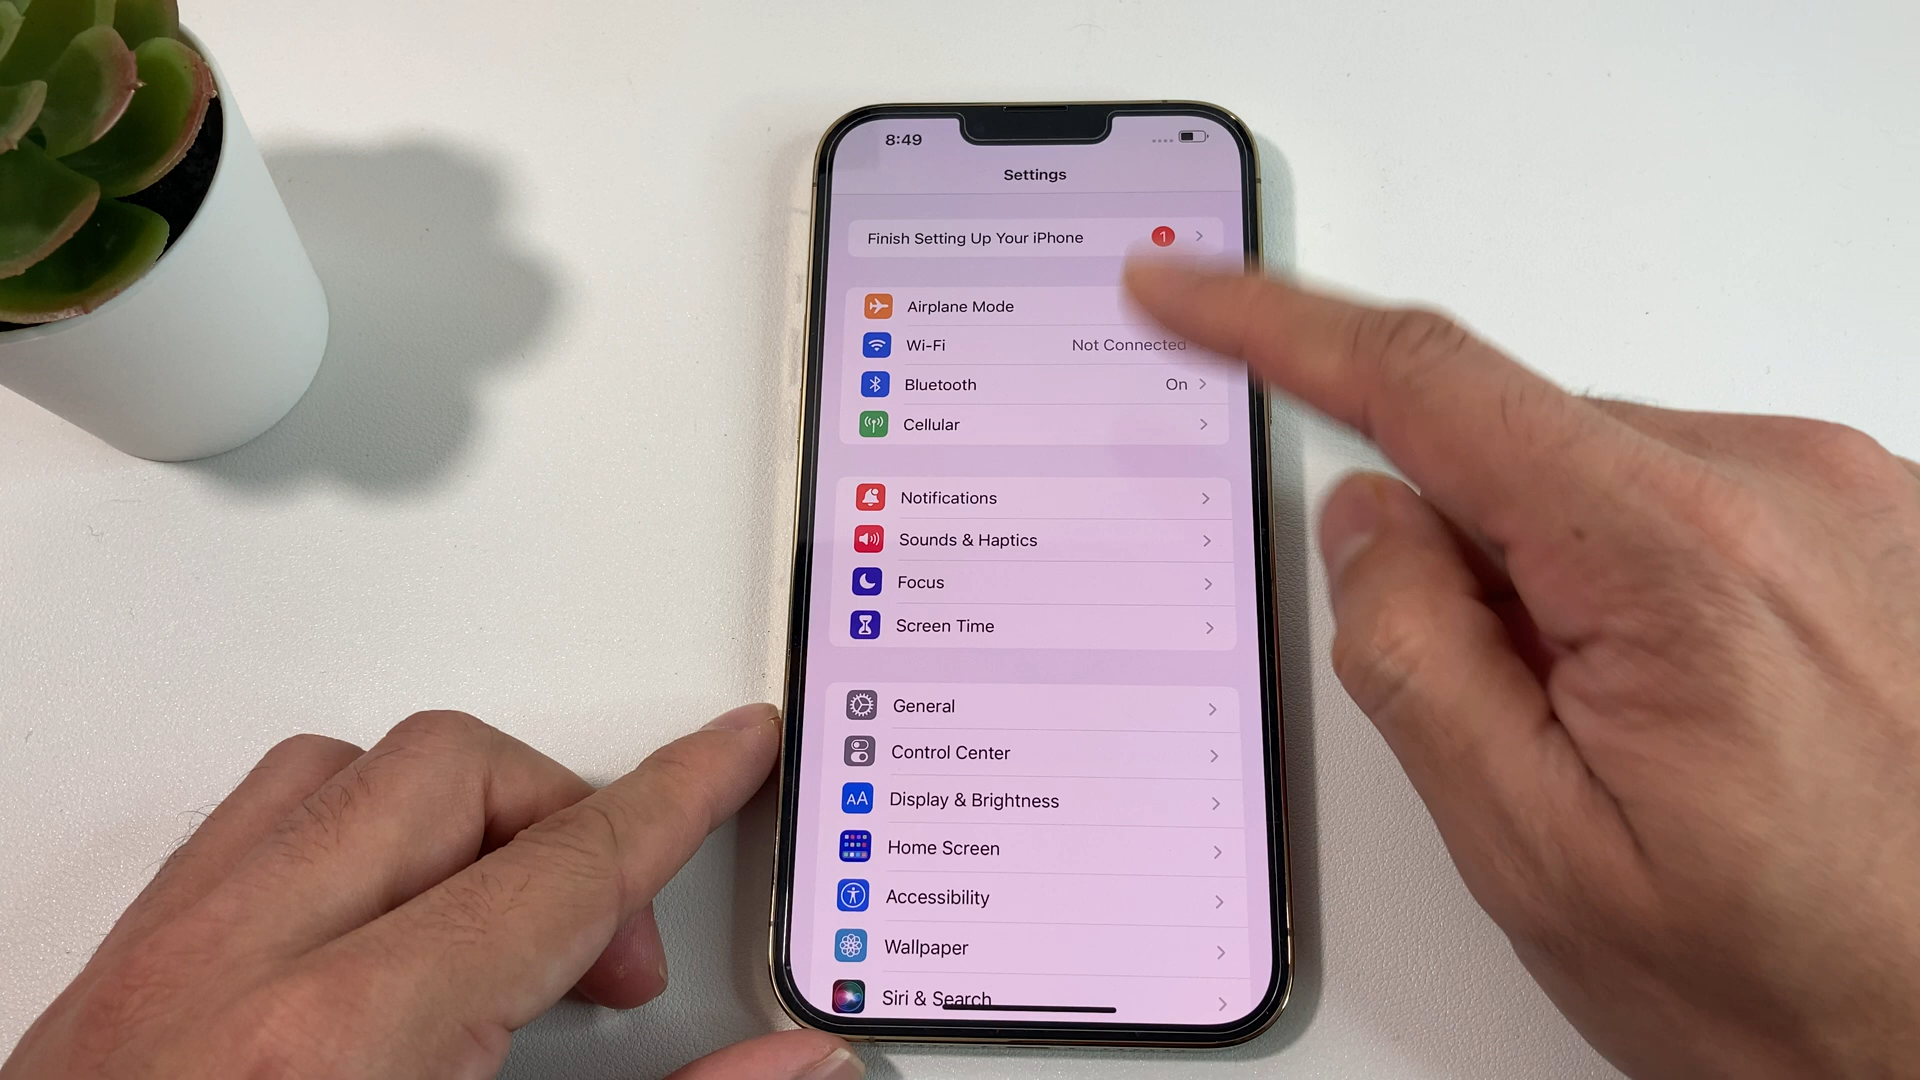 8:49
Settings
Finish Setting Up Your iPhone 1
Airplane Mode
Wi-Fi Not Connected
Bluetooth On
Cellular
Notifications
Sounds & Haptics
Focus
Screen Time
General
Control Center
AA Display & Brightness
Home Screen
Accessibility
Wallpaper
Siri & Search